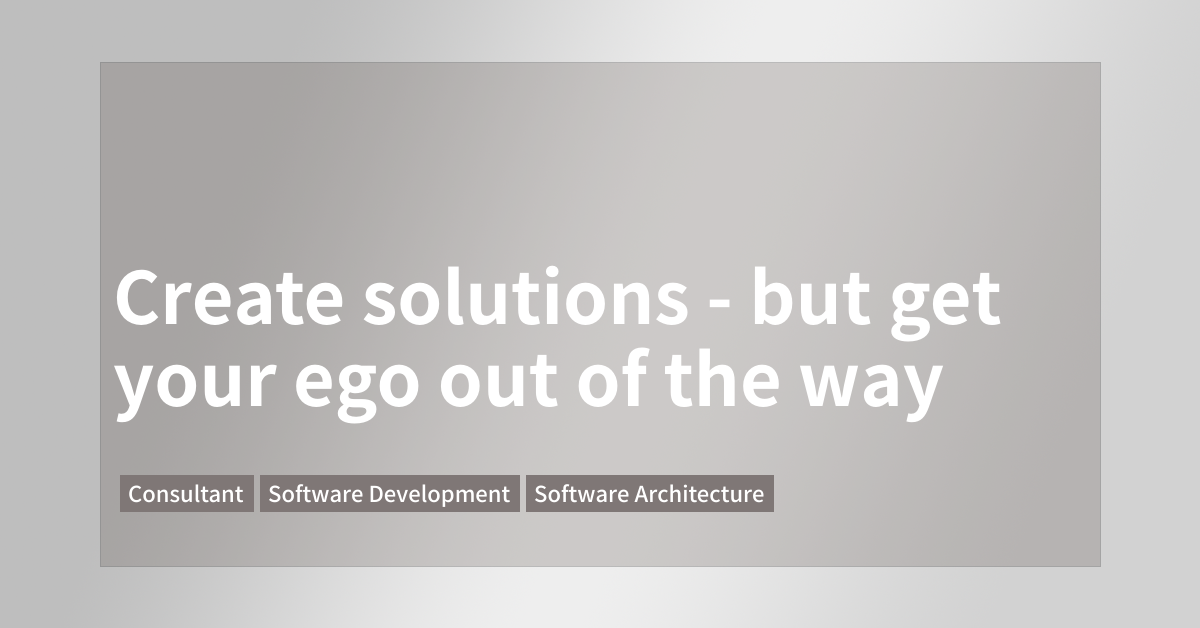 Create solutions - but get
your ego out of the way
Consultant Software Development Software Architecture